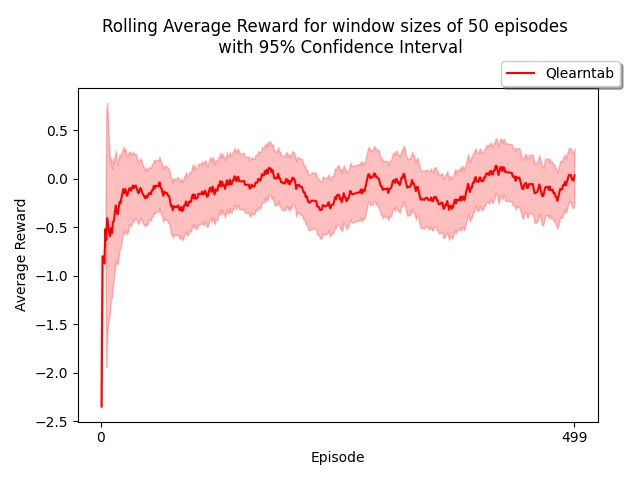 Rolling Average Reward for window sizes of 50 episodes
with 95% Confidence Interval
Qlearntab
0.5
0.0
−0.5
−1.0
−1.5
−2.0
−2.5
Average Reward
0
499
Episode